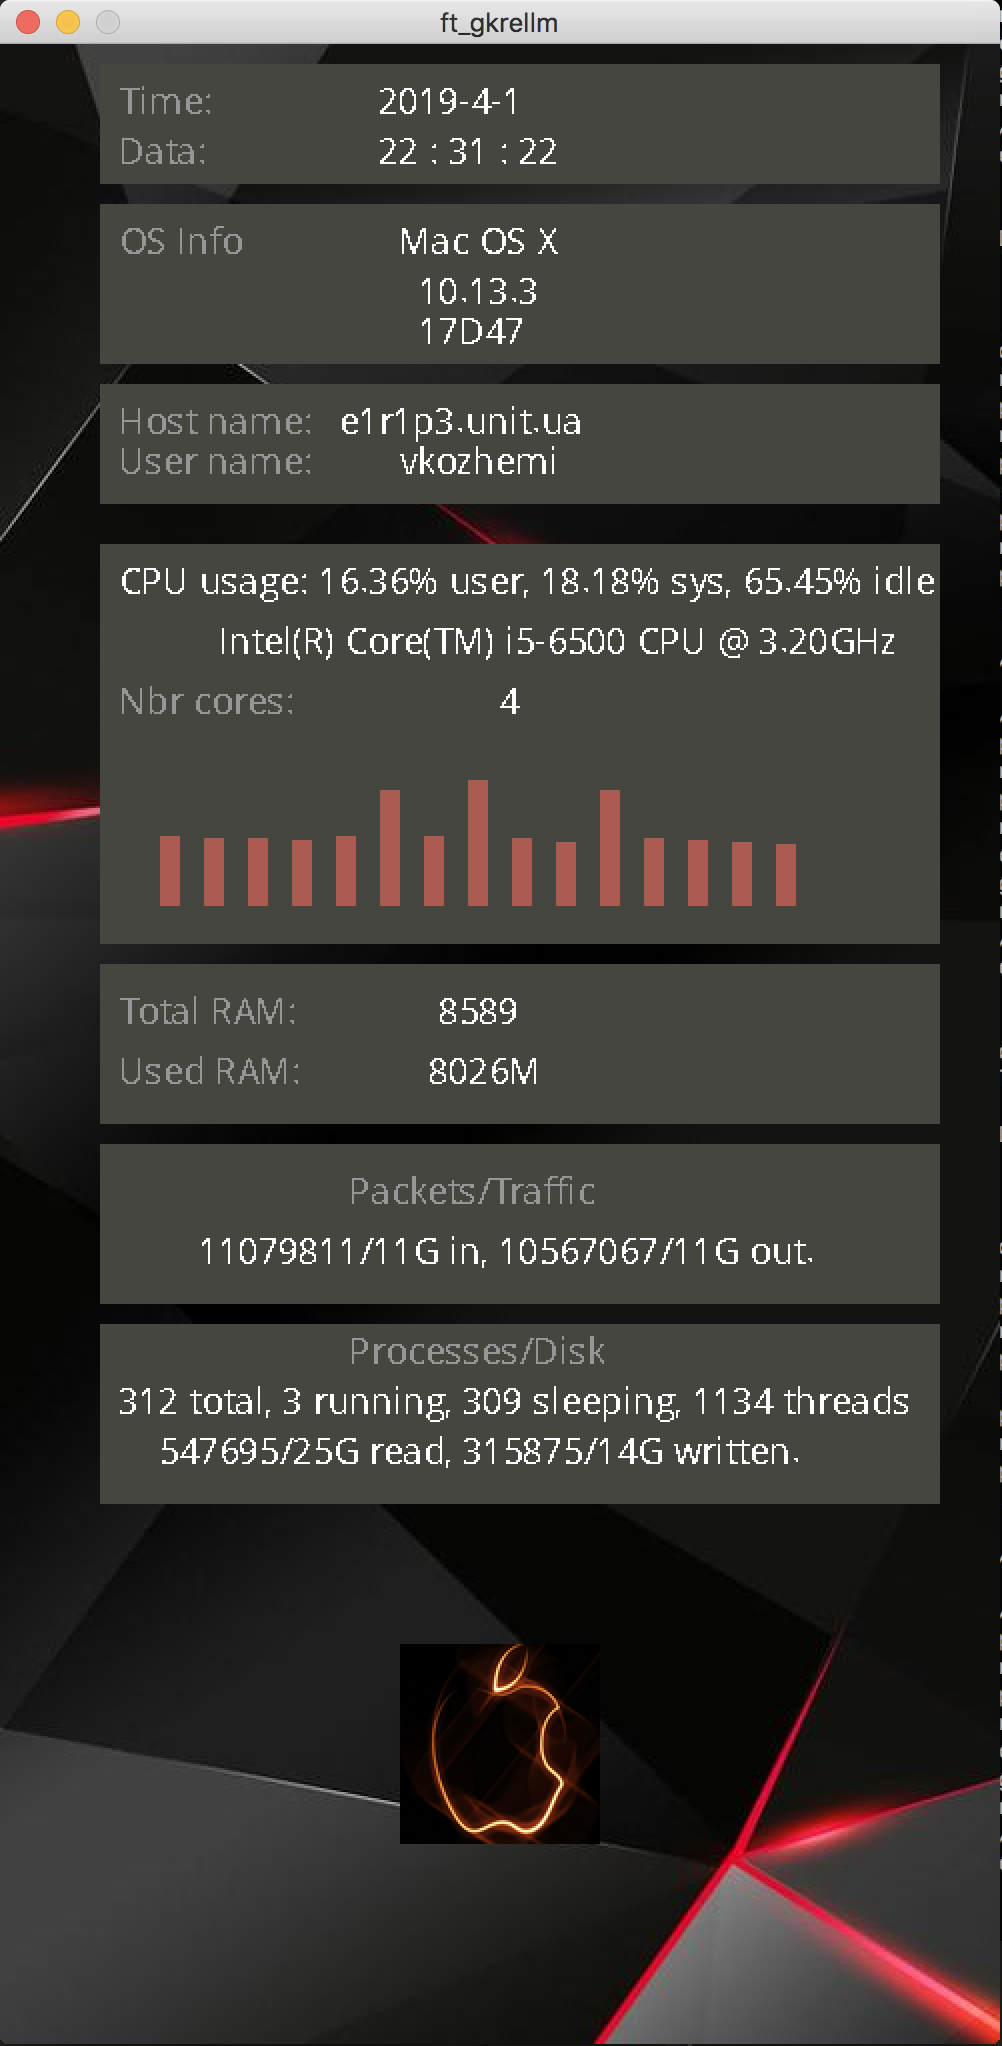 ft_gkrellm
Time: 2019-4-1
Data: 22 : 31 : 22
OS Info Mac OS X
10.13.3
17D47
Host name: e1r1p3.unit.ua
User name: vkozhemi
CPU usage: 16.36% user, 18.18% sys, 65.45% idle
Intel(R) Core(TM) i5-6500 CPU @ 3.20GHz
Nbr cores: 4
Total RAM: 8589
Used RAM: 8026M
Packets/Traffic
11079811/11G in, 10567067/11G out.
Processes/Disk
312 total, 3 running, 309 sleeping, 1134 threads
547695/25G read, 315875/14G written.